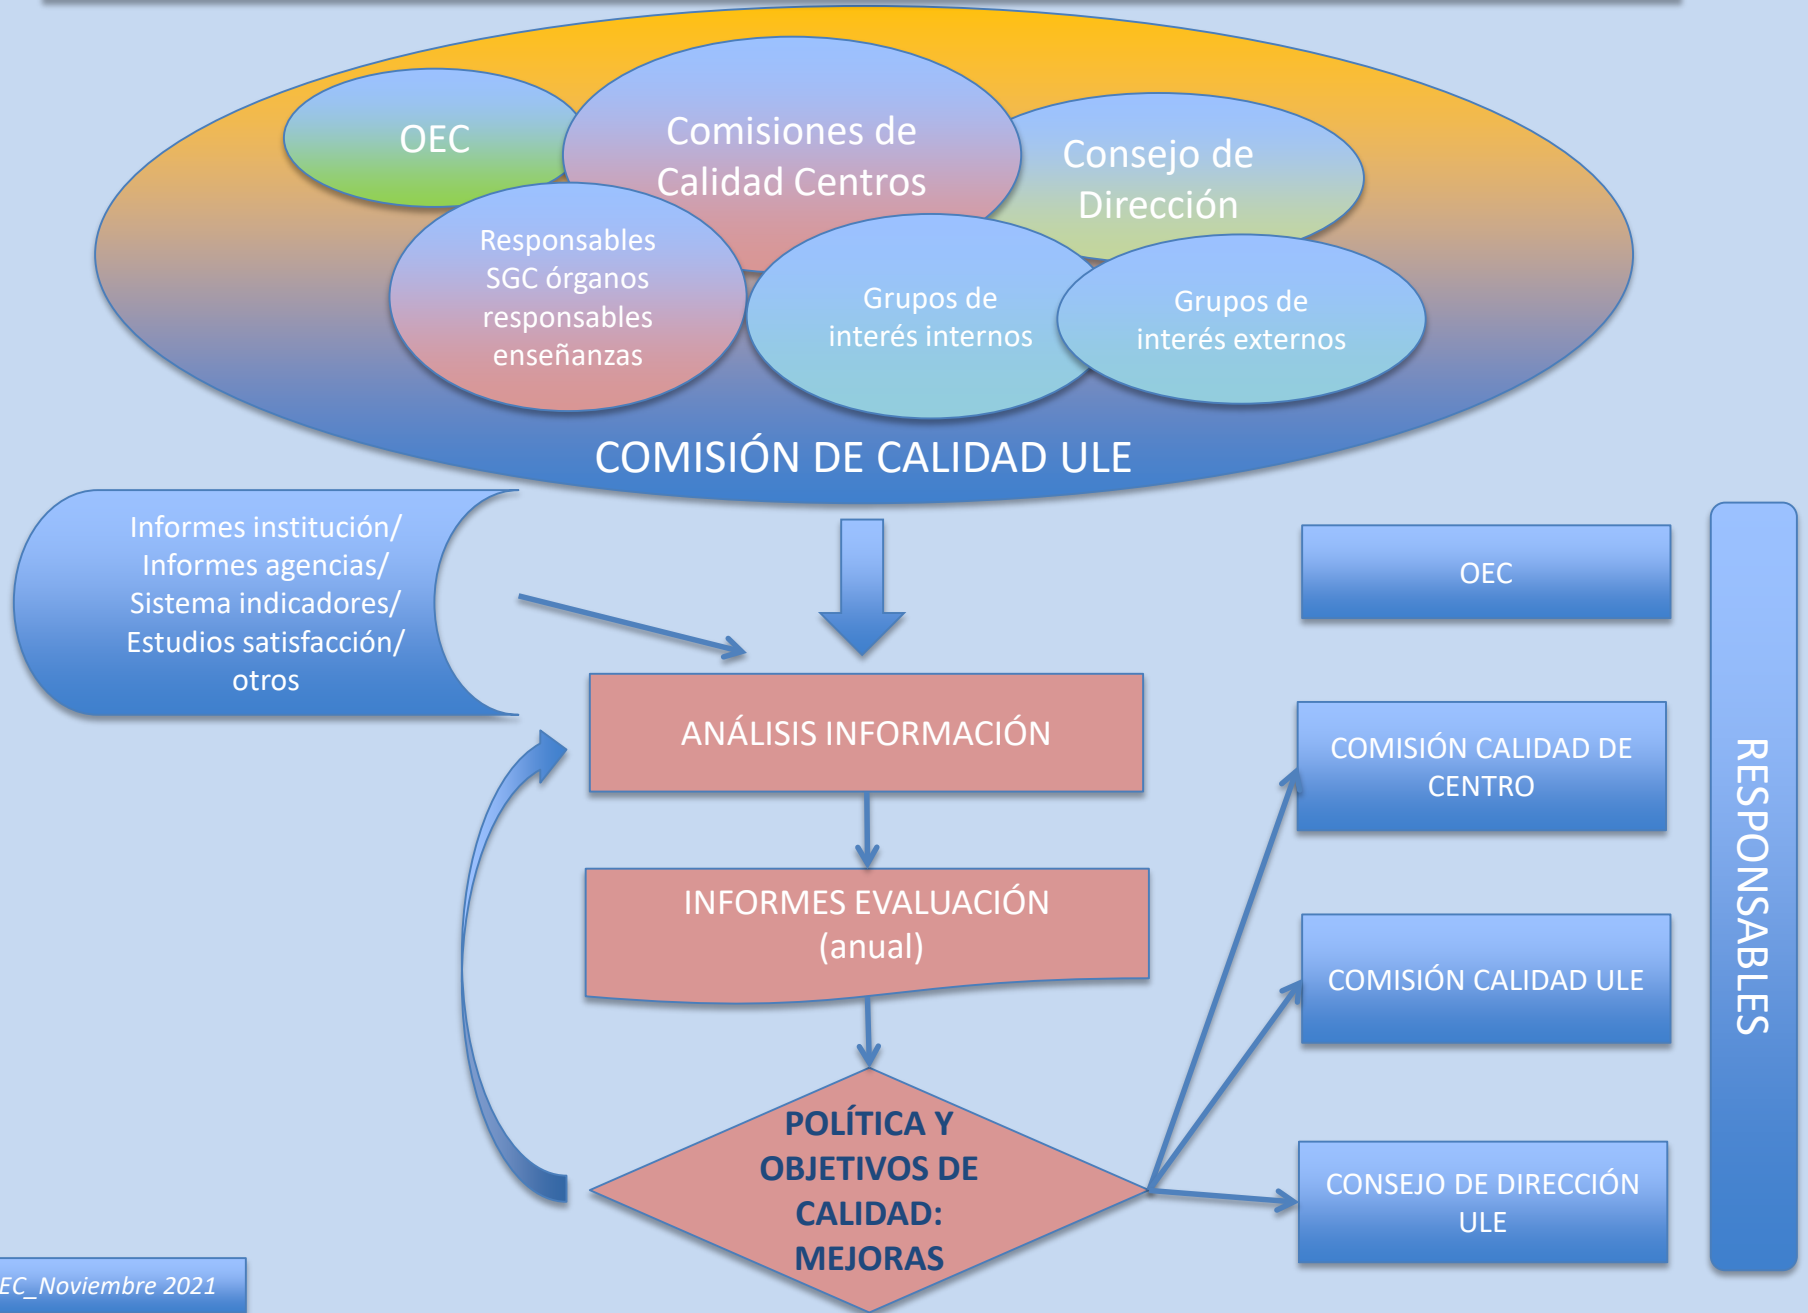 OEC
Comisiones de
Calidad Centros
Consejo de
Dirección
Responsables
SGC órganos
responsables
enseñanzas
Grupos de
interés internos
Grupos de
interés externos
COMISIÓN DE CALIDAD ULE
Informes institución/
Informes agencias/
Sistema indicadores/
Estudios satisfacción/
otros
OEC
ANÁLISIS INFORMACIÓN
COMISIÓN CALIDAD DE
CENTRO
INFORMES EVALUACIÓN
(anual)
COMISIÓN CALIDAD ULE
POLÍTICA Y
OBJETIVOS DE
CALIDAD:
MEJORAS
CONSEJO DE DIRECCIÓN
ULE
RESPONSABLES
EC_Noviembre 2021